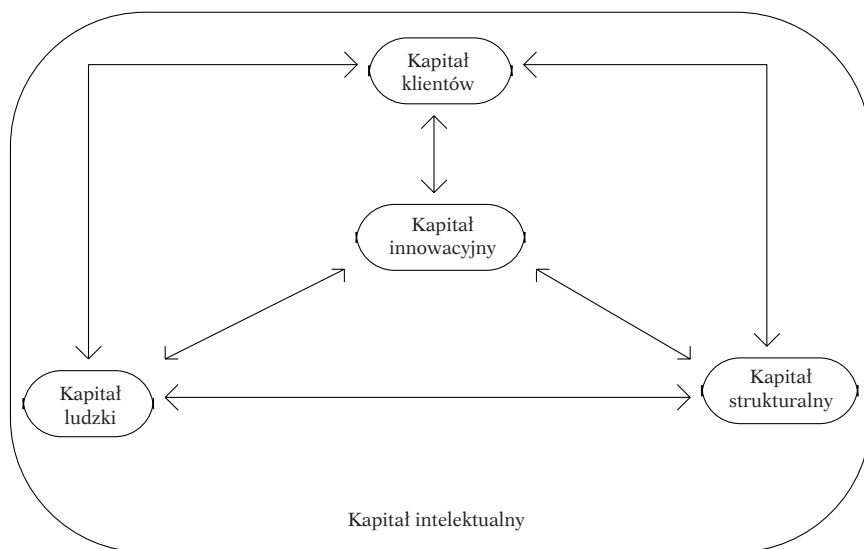 Kapitał
klientów
Kapitał
innowacyjny
Kapitał
ludzki
Kapitał
strukturalny
Kapitał intelektualny